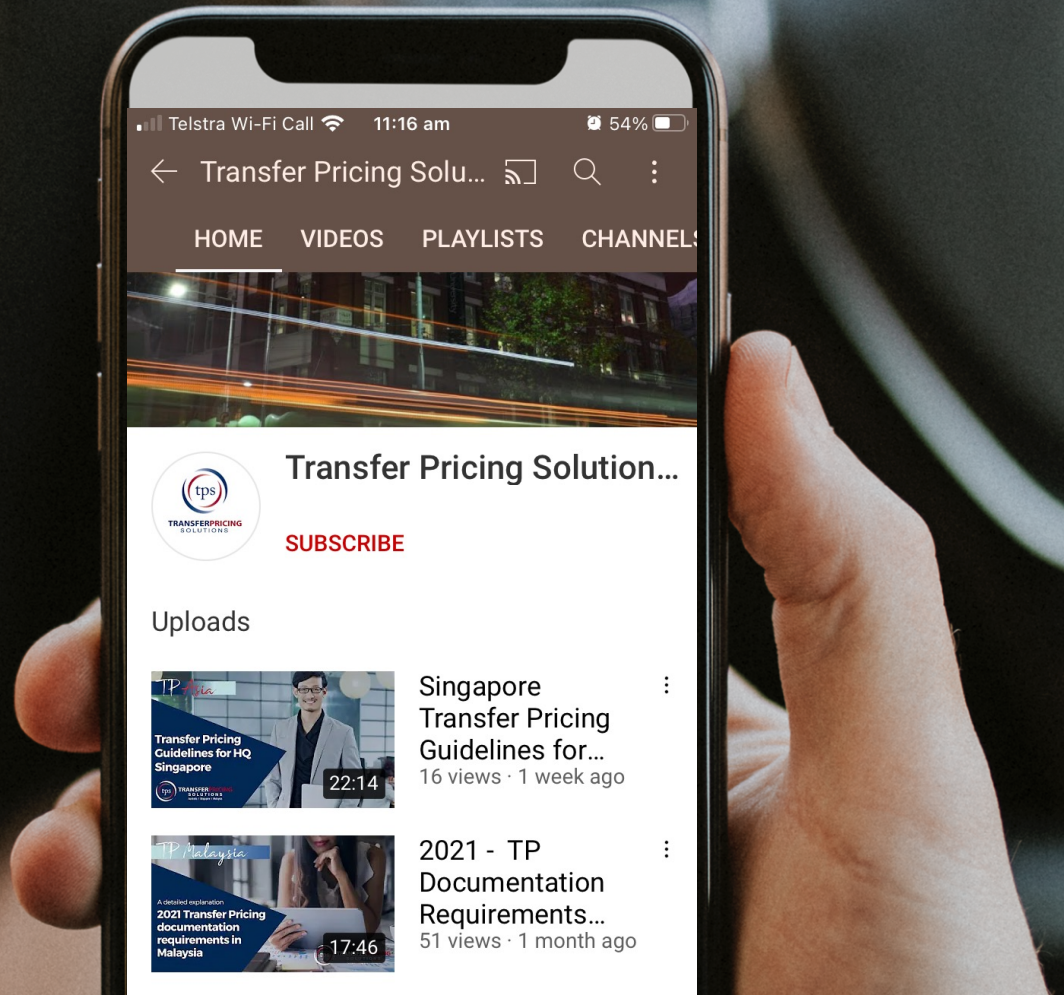 Telstra Wi-Fi Call 11:16 am 54%
Transfer Pricing Solu...
HOME VIDEOS PLAYLISTS CHANNELS
Transfer Pricing Solution...
tps
TRANSFERPRICING
SOLUTIONS
SUBSCRIBE
Uploads
TP Asia
Transfer Pricing
Guidelines for HQ
Singapore
tps TRANSFERPRICING
SOLUTIONS
22:14
Singapore
Transfer Pricing
Guidelines for...
16 views · 1 week ago
TP Malaysia
A detailed explanation
2021 Transfer Pricing
documentation
requirements in
Malaysia
17:46
2021 - TP
Documentation
Requirements...
51 views · 1 month ago